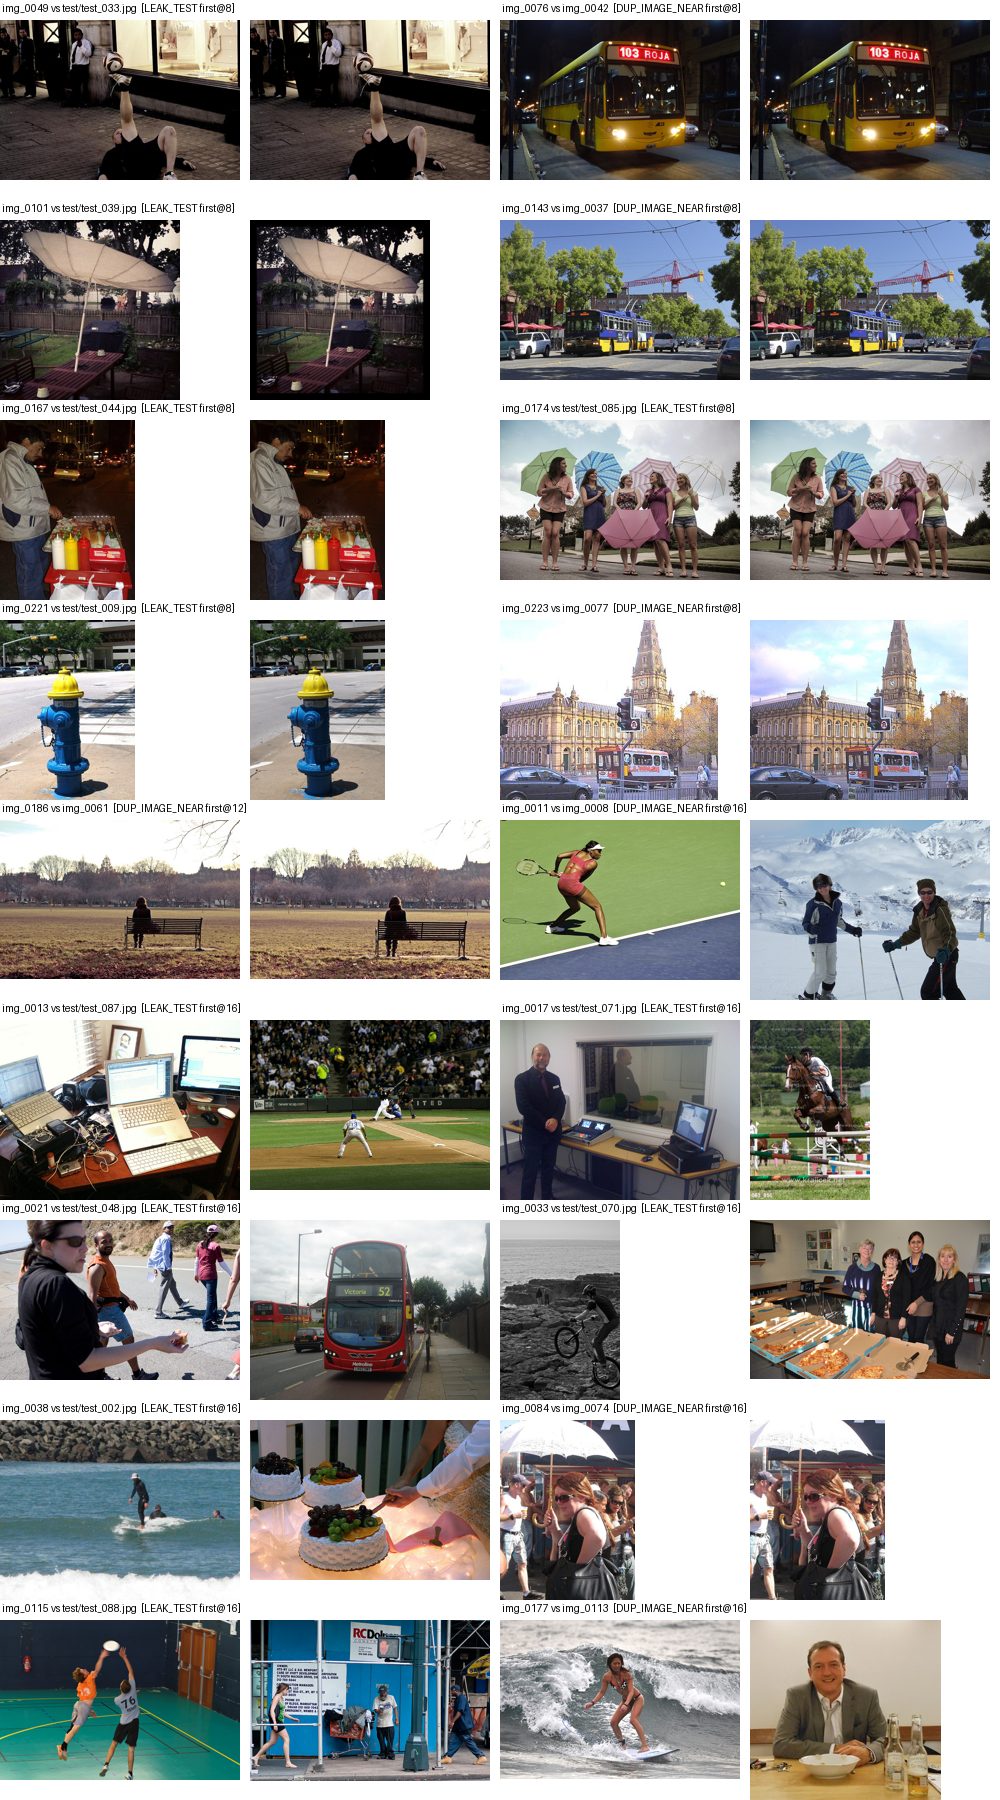 img_0049 vs test/test_033.jpg [LEAK_TEST first@8]
img_0076 vs img_0042 [DUP_IMAGE_NEAR first@8]
103 ROJA
103 ROJA
img_0101 vs test/test_039.jpg [LEAK_TEST first@8]
img_0143 vs img_0037 [DUP_IMAGE_NEAR first@8]
img_0167 vs test/test_044.jpg [LEAK_TEST first@8]
img_0174 vs test/test_085.jpg [LEAK_TEST first@8]
img_0221 vs test/test_009.jpg [LEAK_TEST first@8]
img_0223 vs img_0077 [DUP_IMAGE_NEAR first@8]
img_0186 vs img_0061 [DUP_IMAGE_NEAR first@12]
img_0011 vs img_0008 [DUP_IMAGE_NEAR first@16]
img_0013 vs test/test_087.jpg [LEAK_TEST first@16]
img_0017 vs test/test_071.jpg [LEAK_TEST first@16]
img_0021 vs test/test_048.jpg [LEAK_TEST first@16]
img_0033 vs test/test_070.jpg [LEAK_TEST first@16]
Victoria 52
Metroline
img_0038 vs test/test_002.jpg [LEAK_TEST first@16]
img_0084 vs img_0074 [DUP_IMAGE_NEAR first@16]
img_0115 vs test/test_088.jpg [LEAK_TEST first@16]
img_0177 vs img_0113 [DUP_IMAGE_NEAR first@16]
76